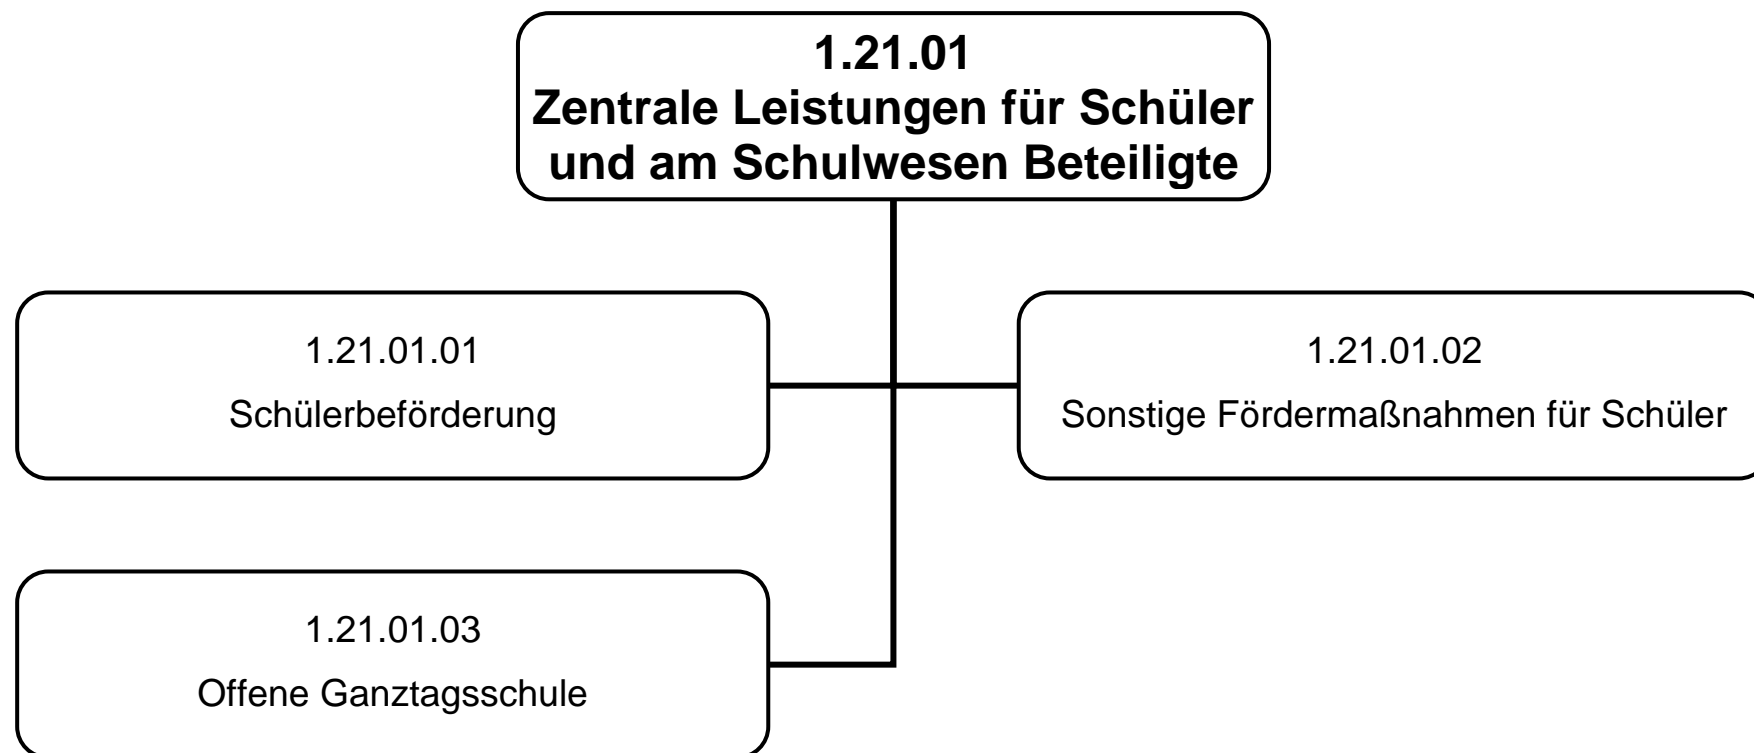 1.21.01
Zentrale Leistungen für Schüler
und am Schulwesen Beteiligte
1.21.01.01
Schülerbeförderung
1.21.01.02
Sonstige Fördermaßnahmen für Schüler
1.21.01.03
Offene Ganztagsschule